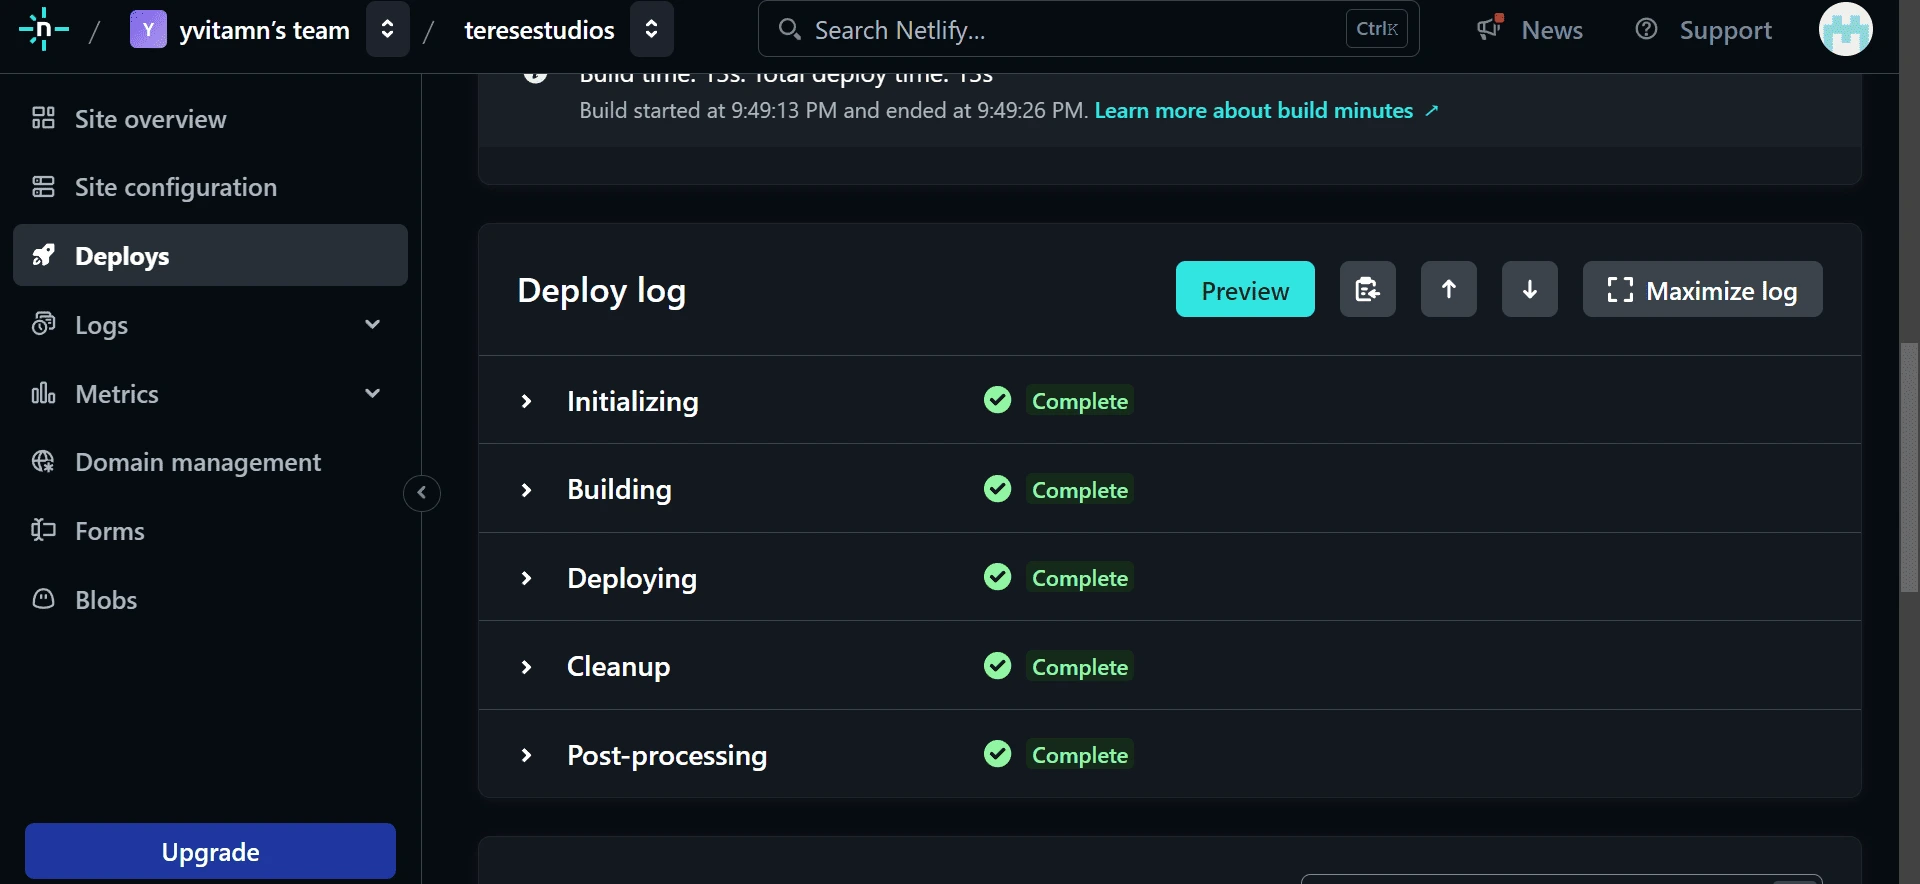 n / Y yvitamn's team / teresestudios Search Netlify... CtrlK News Support
Site overview
Site configuration
Deploys
Logs
Metrics
Domain management
Forms
Blobs
Upgrade
Build time: 13s. Total deploy time: 13s
Build started at 9:49:13 PM and ended at 9:49:26 PM. Learn more about build minutes ↗
Deploy log Preview Maximize log
Initializing Complete
Building Complete
Deploying Complete
Cleanup Complete
Post-processing Complete